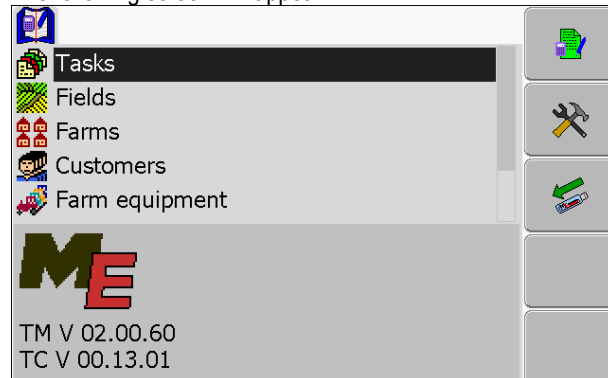 Tasks
Fields
Farms
Customers
Farm equipment
ME
TM V 02.00.60
TC V 00.13.01